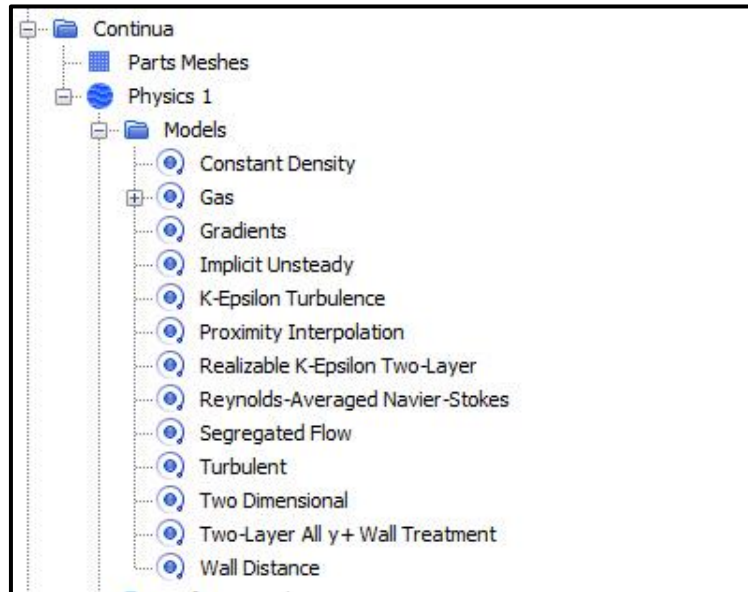 Continua
Parts Meshes
Physics 1
Models
Constant Density
Gas
Gradients
Implicit Unsteady
K-Epsilon Turbulence
Proximity Interpolation
Realizable K-Epsilon Two-Layer
Reynolds-Averaged Navier-Stokes
Segregated Flow
Turbulent
Two Dimensional
Two-Layer All y+ Wall Treatment
Wall Distance